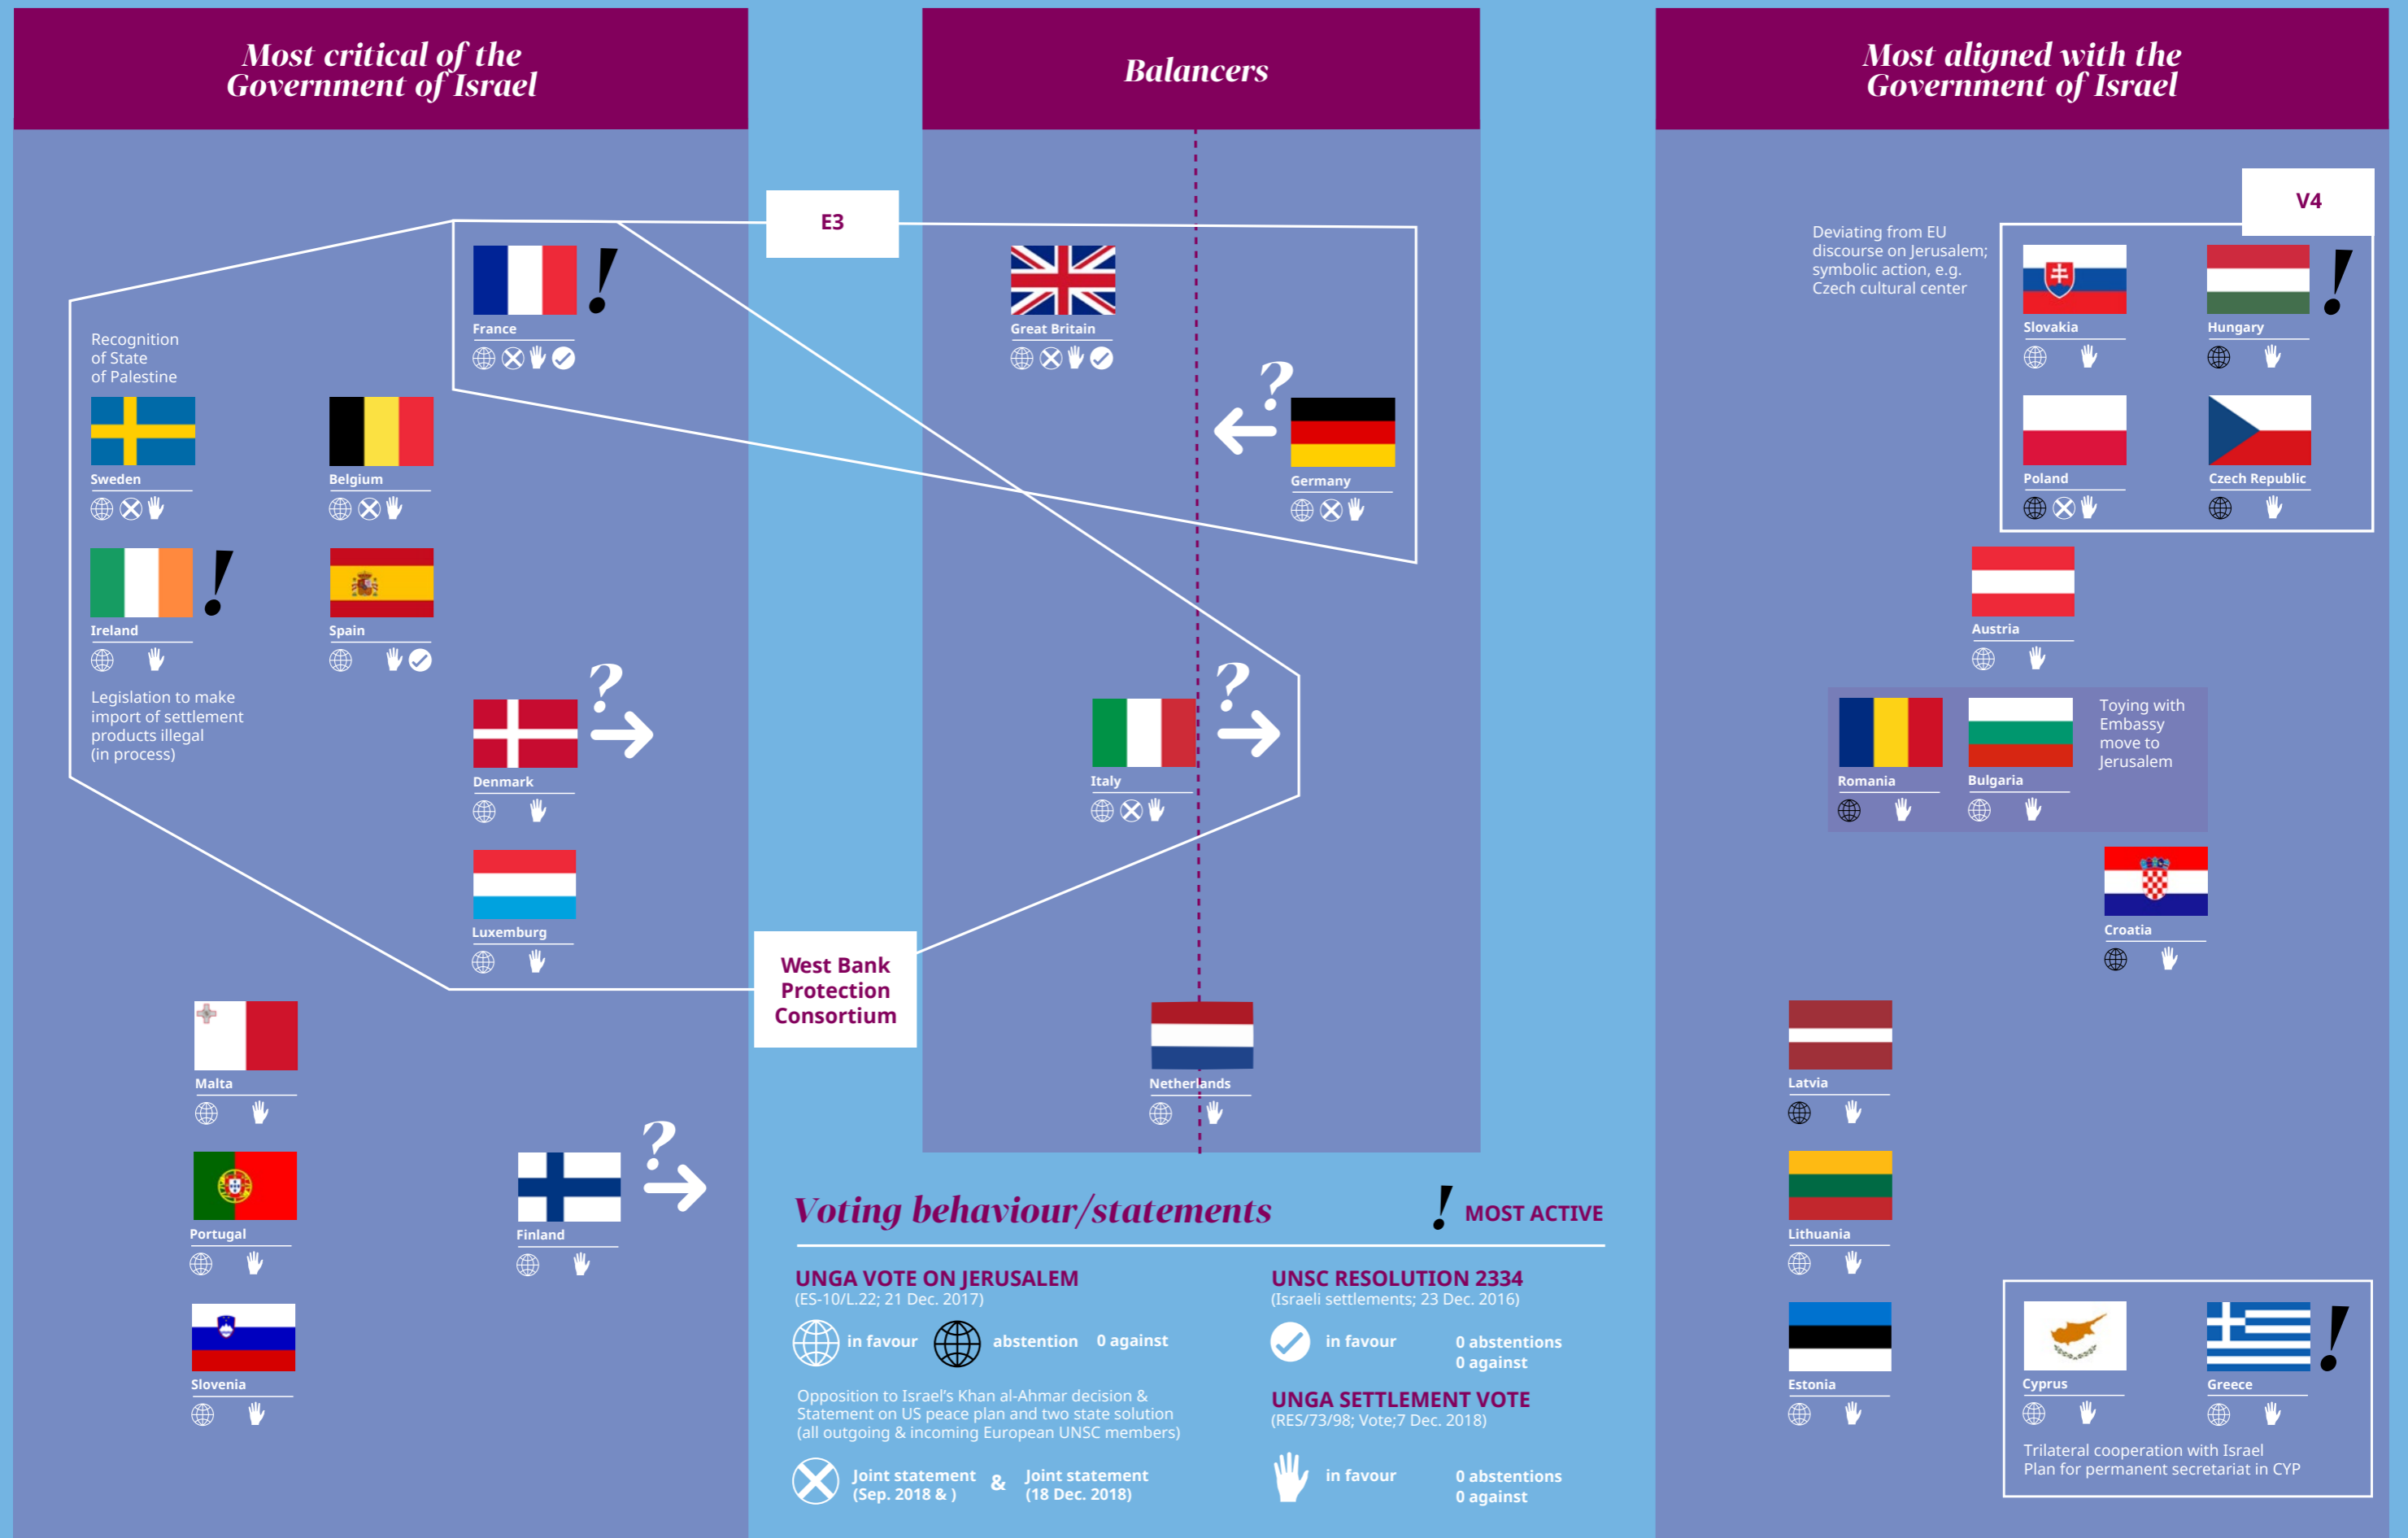 Most critical of the
Government of Israel
Balancers
Most aligned with the
Government of Israel
E3
V4
France
!
Great Britain
?
Germany
Recognition
of State
of Palestine
Sweden
Belgium
Ireland
!
Spain
Legislation to make
import of settlement
products illegal
(in process)
?
Denmark
Luxemburg
?
Italy
West Bank
Protection
Consortium
Netherlands
Malta
Portugal
?
Finland
Slovenia
Deviating from EU
discourse on Jerusalem;
symbolic action, e.g.
Czech cultural center
Slovakia
Hungary
!
Poland
Czech Republic
Austria
Romania
Bulgaria
Toying with
Embassy
move to
Jerusalem
Croatia
Latvia
Lithuania
Estonia
Cyprus
Greece
!
Trilateral cooperation with Israel
Plan for permanent secretariat in CYP
Voting behaviour/statements
! MOST ACTIVE
UNGA VOTE ON JERUSALEM
(ES-10/L.22; 21 Dec. 2017)
in favour abstention 0 against
Opposition to Israel's Khan al-Ahmar decision &
Statement on US peace plan and two state solution
(all outgoing & incoming European UNSC members)
Joint statement & Joint statement
(Sep. 2018 & ) (18 Dec. 2018)
UNSC RESOLUTION 2334
(Israeli settlements; 23 Dec. 2016)
in favour 0 abstentions
0 against
UNGA SETTLEMENT VOTE
(RES/73/98; Vote;7 Dec. 2018)
in favour 0 abstentions
0 against